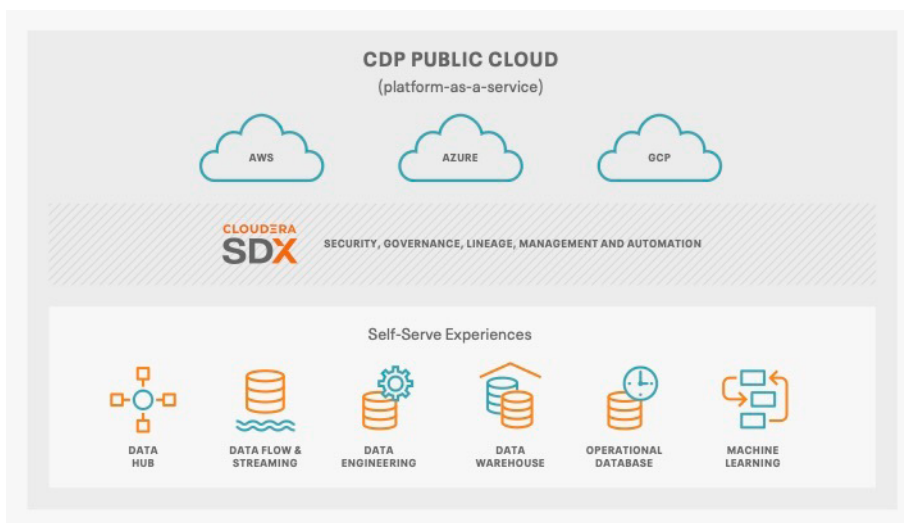 CDP PUBLIC CLOUD
(platform-as-a-service)
AWS
AZURE
GCP
CLOUDERA
SDX
SECURITY, GOVERNANCE, LINEAGE, MANAGEMENT AND AUTOMATION
Self-Serve Experiences
DATA
HUB
DATA FLOW &
STREAMING
DATA
ENGINEERING
DATA
WAREHOUSE
OPERATIONAL
DATABASE
MACHINE
LEARNING